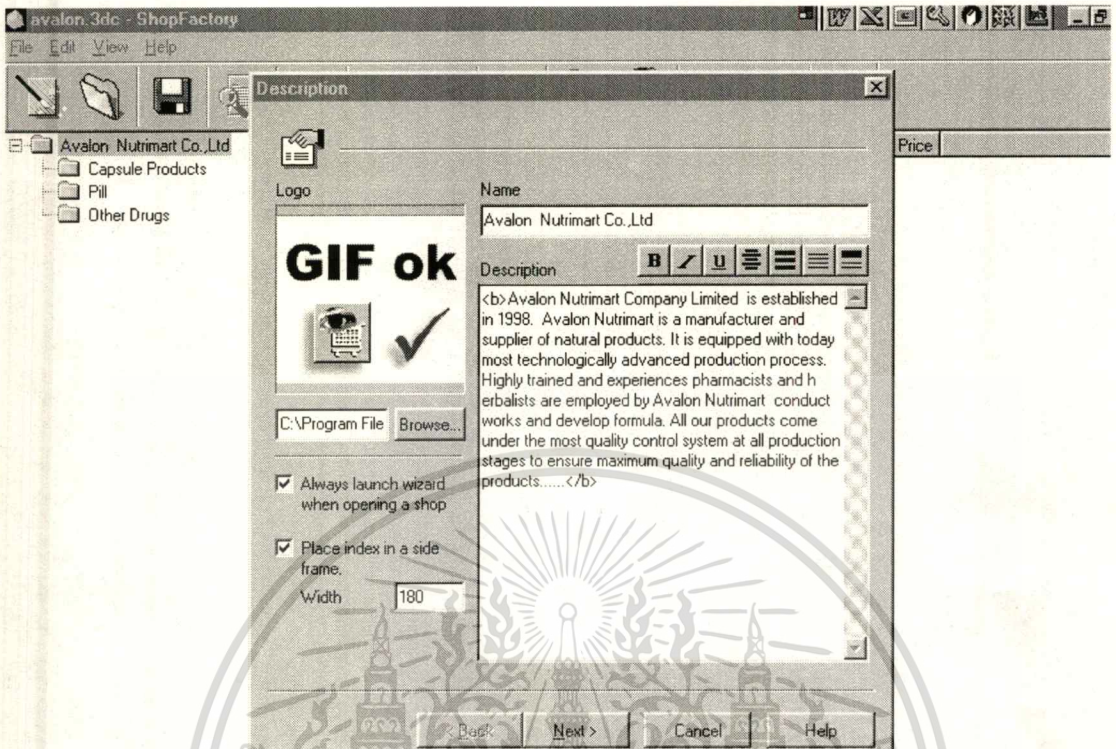 avalon.3dc - ShopFactory
File Edit View Help
Description
Avalon Nutrimart Co.,Ltd
Capsule Products
Pill
Other Drugs
Price
Logo
GIF ok
C:\Program File
Browse...
Always launch wizard
when opening a shop
Place index in a side
frame.
Width 180
Name
Avalon Nutrimart Co.,Ltd
Description
B I U
<b>Avalon Nutrimart Company Limited is established
in 1998. Avalon Nutrimart is a manufacturer and
supplier of natural products. It is equipped with today
most technologically advanced production process.
Highly trained and experiences pharmacists and h
erbalists are employed by Avalon Nutrimart conduct
works and develop formula. All our products come
under the most quality control system at all production
stages to ensure maximum quality and reliability of the
products......</b>
< Back Next > Cancel Help